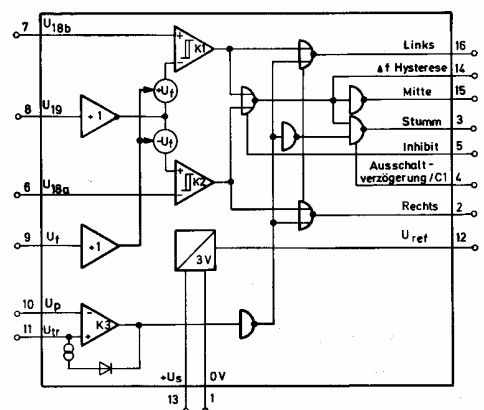 7 U18b + K1 Links 16
- Δf Hysterese 14
+Uf Mitte 15
8 U19 ÷1 Stumm 3
-Uf Inhibit 5
+ K2 Ausschalt-
6 U18a - verzögerung/C1 4
Rechts 2
9 Uf ÷1 Uref 12
3V
10 Up -
11 Utr + K3
+Us 0V
13 1